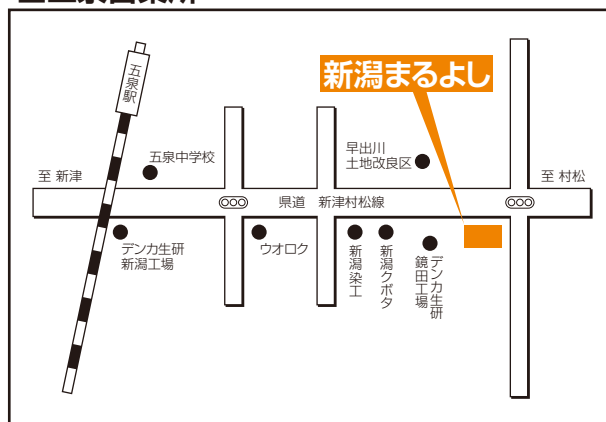 五泉駅
新潟まるよし
五泉中学校
早出川
土地改良区
至 新津
至 村松
県道 新津村松線
デンカ生研
新潟工場
ウオロク
新潟染工
新潟クボタ
デンカ生研
鏡田工場